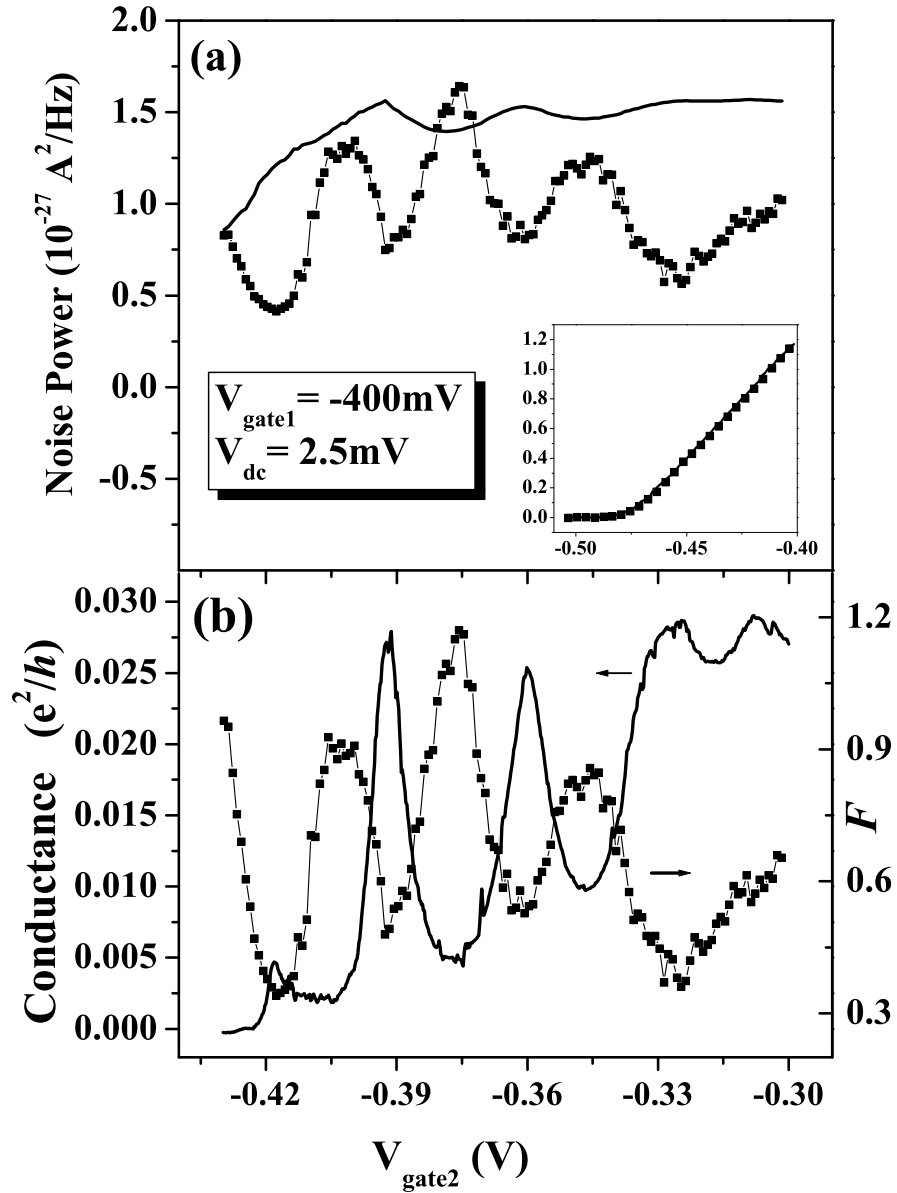 (a)
Noise Power (10⁻²⁷ A²/Hz)
2.0
1.5
1.0
0.5
0.0
-0.5
V_gate1 = -400mV
V_dc = 2.5mV
1.2
1.0
0.8
0.6
0.4
0.2
0.0
-0.50 -0.45 -0.40
(b)
Conductance (e²/h)
0.030
0.025
0.020
0.015
0.010
0.005
0.000
1.2
0.9
0.6
0.3
F
-0.42 -0.39 -0.36 -0.33 -0.30
V_gate2 (V)